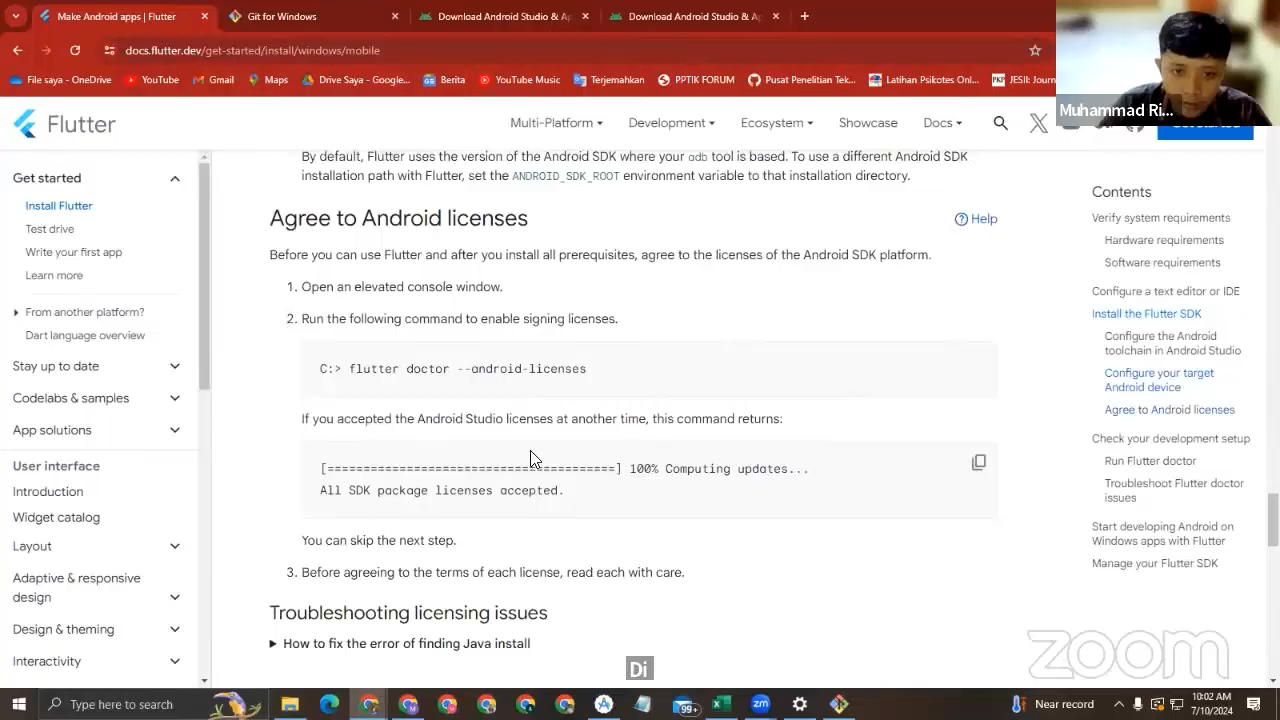 Make Android apps | Flutter
Git for Windows
Download Android Studio & Ap
Download Android Studio & Ap
docs.flutter.dev/get-started/install/windows/mobile
File saya - OneDrive
YouTube
Gmail
Maps
Drive Saya - Google...
Berita
YouTube Music
Terjemahkan
PPTIK FORUM
Pusat Penelitian Tek...
Latihan Psikotes Onl...
JESII: Journ
Muhammad Ri...
Flutter
Multi-Platform
Development
Ecosystem
Showcase
Docs
Get started
Install Flutter
Test drive
Write your first app
Learn more
From another platform?
Dart language overview
Stay up to date
Codelabs & samples
App solutions
User interface
Introduction
Widget catalog
Layout
Adaptive & responsive
design
Design & theming
Interactivity
By default, Flutter uses the version of the Android SDK where your adb tool is based. To use a different Android SDK
installation path with Flutter, set the ANDROID_SDK_ROOT environment variable to that installation directory.
Agree to Android licenses
Help
Before you can use Flutter and after you install all prerequisites, agree to the licenses of the Android SDK platform.
1. Open an elevated console window.
2. Run the following command to enable signing licenses.
C:> flutter doctor --android-licenses
If you accepted the Android Studio licenses at another time, this command returns:
[========================================] 100% Computing updates...
All SDK package licenses accepted.
You can skip the next step.
3. Before agreeing to the terms of each license, read each with care.
Troubleshooting licensing issues
How to fix the error of finding Java install
Contents
Verify system requirements
Hardware requirements
Software requirements
Configure a text editor or IDE
Install the Flutter SDK
Configure the Android
toolchain in Android Studio
Configure your target
Android device
Agree to Android licenses
Check your development setup
Run Flutter doctor
Troubleshoot Flutter doctor
issues
Start developing Android on
Windows apps with Flutter
Manage your Flutter SDK
zoom
Di
Type here to search
99+
zm
Near record
10:02 AM
7/10/2024